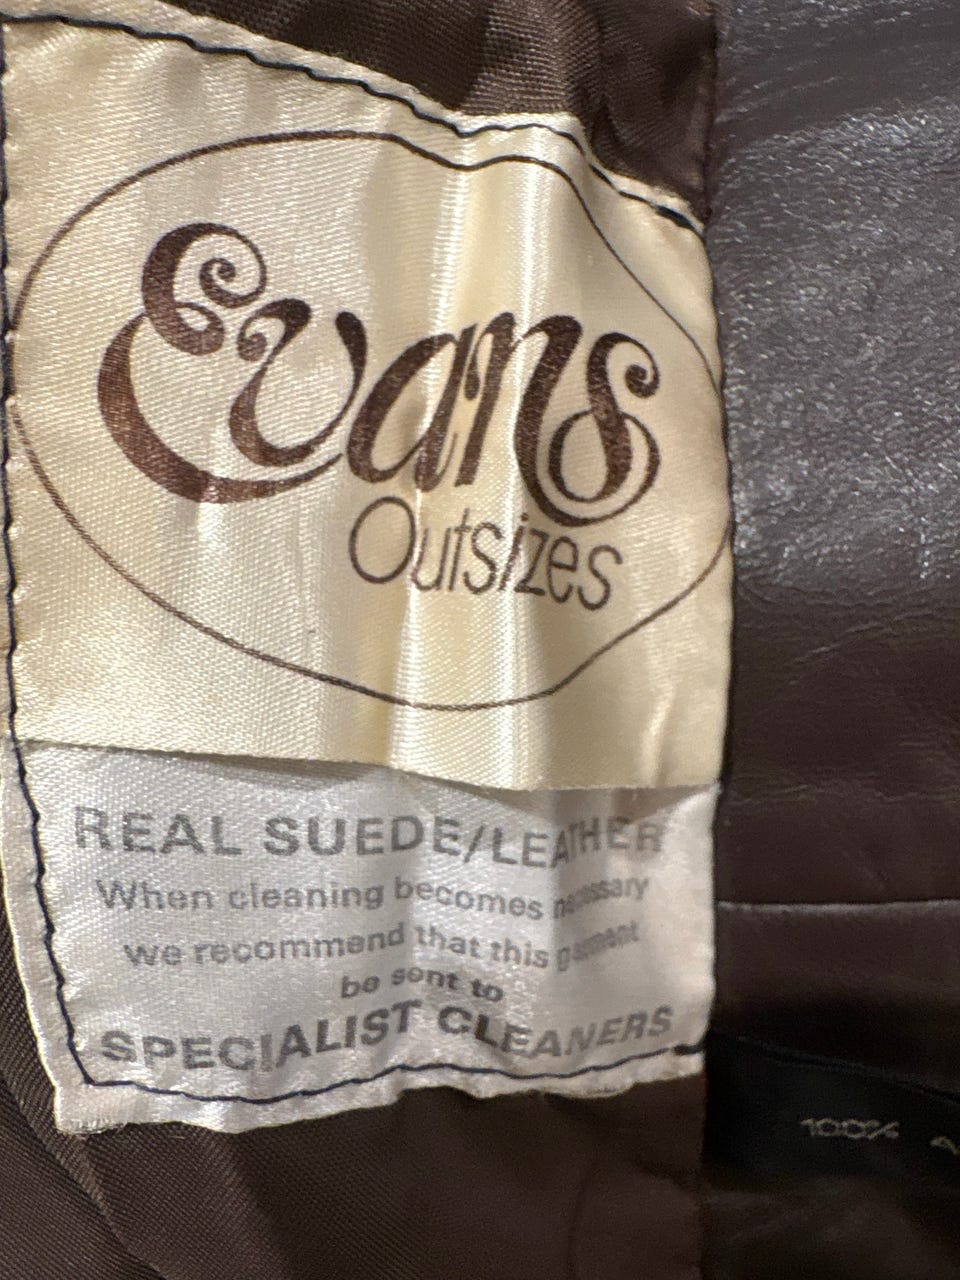 Evans
Outsizes
REAL SUEDE/LEATHER
When cleaning becomes necessary
we recommend that this garment
be sent to
SPECIALIST CLEANERS
100%